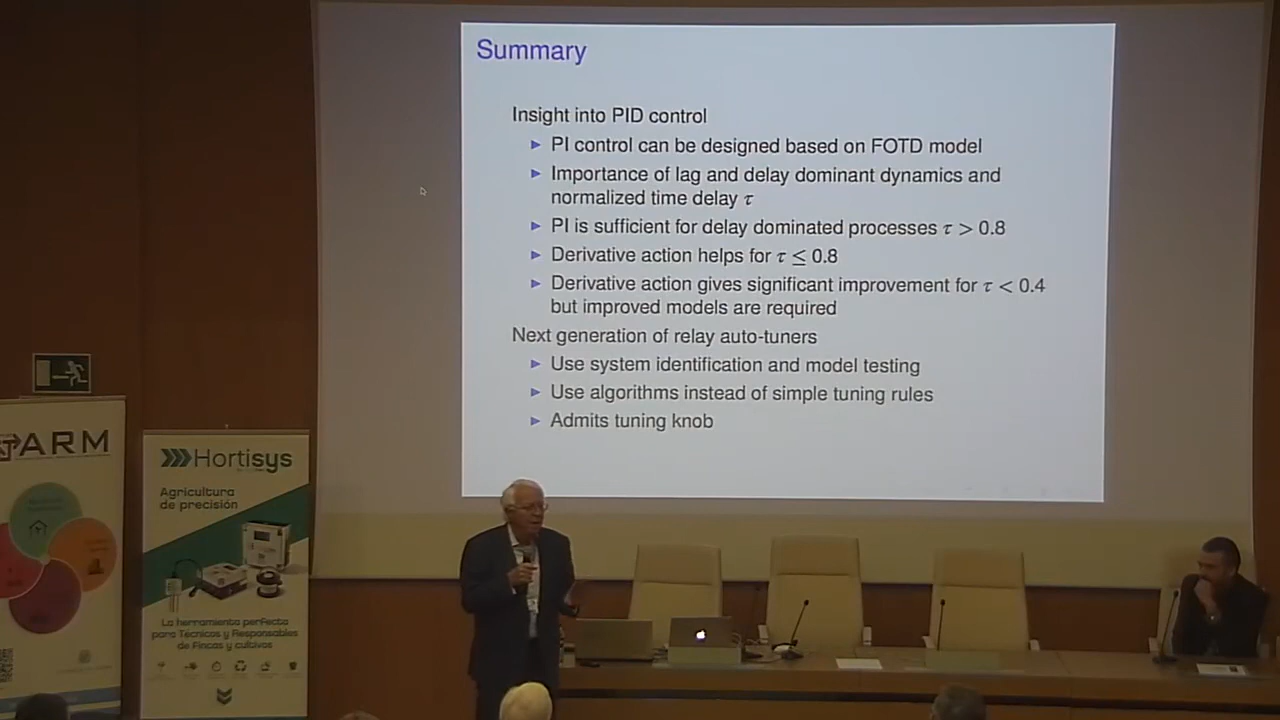 Summary
Insight into PID control
PI control can be designed based on FOTD model
Importance of lag and delay dominant dynamics and
normalized time delay τ
PI is sufficient for delay dominated processes τ > 0.8
Derivative action helps for τ ≤ 0.8
Derivative action gives significant improvement for τ < 0.4
but improved models are required
Next generation of relay auto-tuners
Use system identification and model testing
Use algorithms instead of simple tuning rules
Admits tuning knob
ARM
Hortisys
Agricultura
de precisión
La herramienta perfecta
para Técnicos y Responsables
de Fincas y cultivos